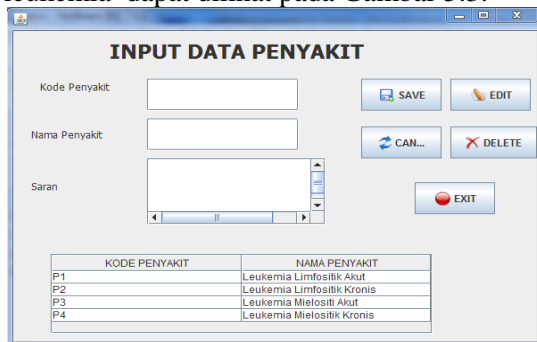 leukemia dapat dilihat pada Gambar 3.3.
INPUT DATA PENYAKIT
Kode Penyakit
SAVE
EDIT
Nama Penyakit
CAN...
DELETE
Saran
EXIT
KODE PENYAKIT NAMA PENYAKIT
P1 Leukemia Limfositik Akut
P2 Leukemia Limfositik Kronis
P3 Leukemia Mielositi Akut
P4 Leukemia Mielositik Kronis